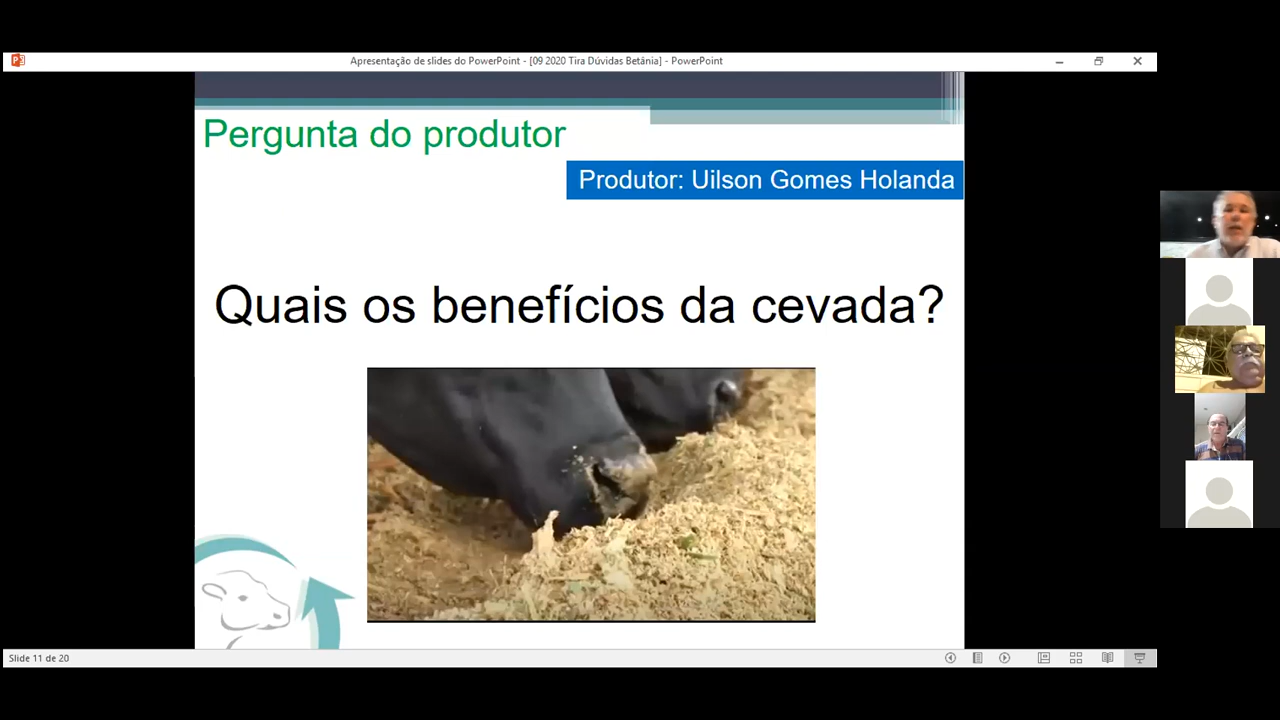 Apresentação de slides do PowerPoint - [09 2020 Tira Dúvidas Betânia] - PowerPoint
Pergunta do produtor
Produtor: Uilson Gomes Holanda
Quais os benefícios da cevada?
Slide 11 de 20